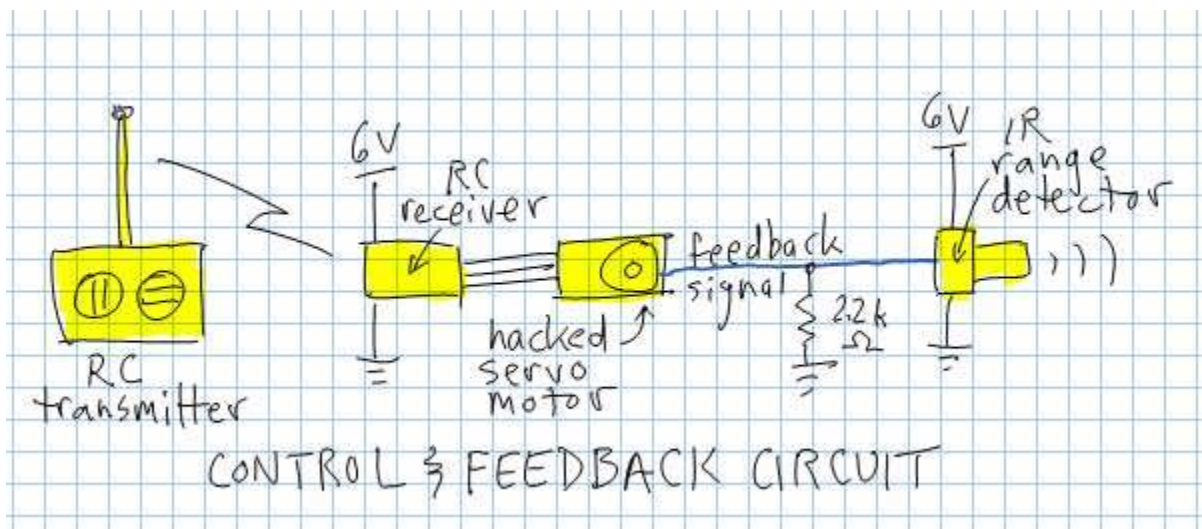 6V
RC
receiver
6V
IR
range
detector
feedback
signal
2.2k
Ω
hacked
servo
motor
RC
transmitter
CONTROL & FEEDBACK CIRCUIT